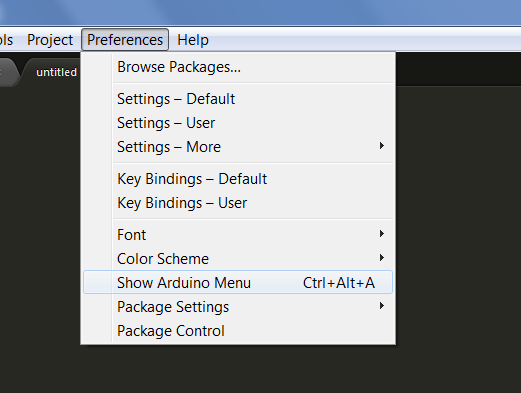 ols Project Preferences Help
untitled
Browse Packages...
Settings – Default
Settings – User
Settings – More
Key Bindings – Default
Key Bindings – User
Font
Color Scheme
Show Arduino Menu Ctrl+Alt+A
Package Settings
Package Control